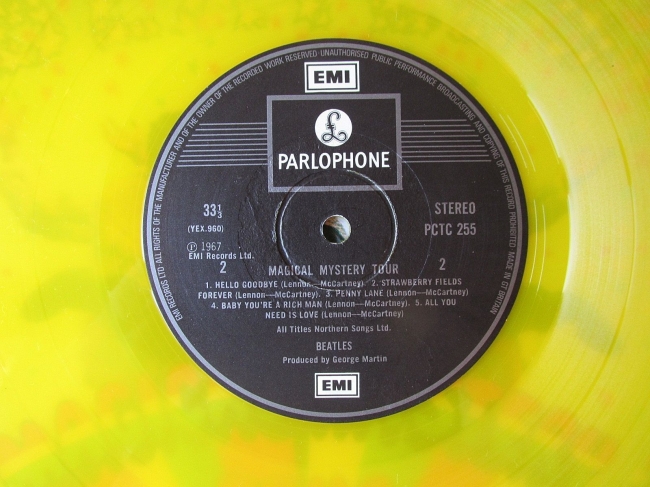 EMI RECORDS LTD ALL RIGHTS OF THE MANUFACTURER AND OF THE OWNER OF THE RECORDED WORK RESERVED · UNAUTHORISED PUBLIC PERFORMANCE BROADCASTING AND COPYING OF THIS RECORD PROHIBITED MADE IN GT BRITAIN
EMI
£
PARLOPHONE
33 1/3
STEREO
(YEX.960)
PCTC 255
Ⓟ 1967
EMI Records Ltd.
2 MAGICAL MYSTERY TOUR 2
1. HELLO GOODBYE (Lennon—McCartney) 2. STRAWBERRY FIELDS
FOREVER (Lennon—McCartney). 3. PENNY LANE (Lennon—McCartney).
4. BABY YOU'RE A RICH MAN (Lennon—McCartney). 5. ALL YOU
NEED IS LOVE (Lennon—McCartney)
All Titles Northern Songs Ltd.
BEATLES
Produced by George Martin
EMI